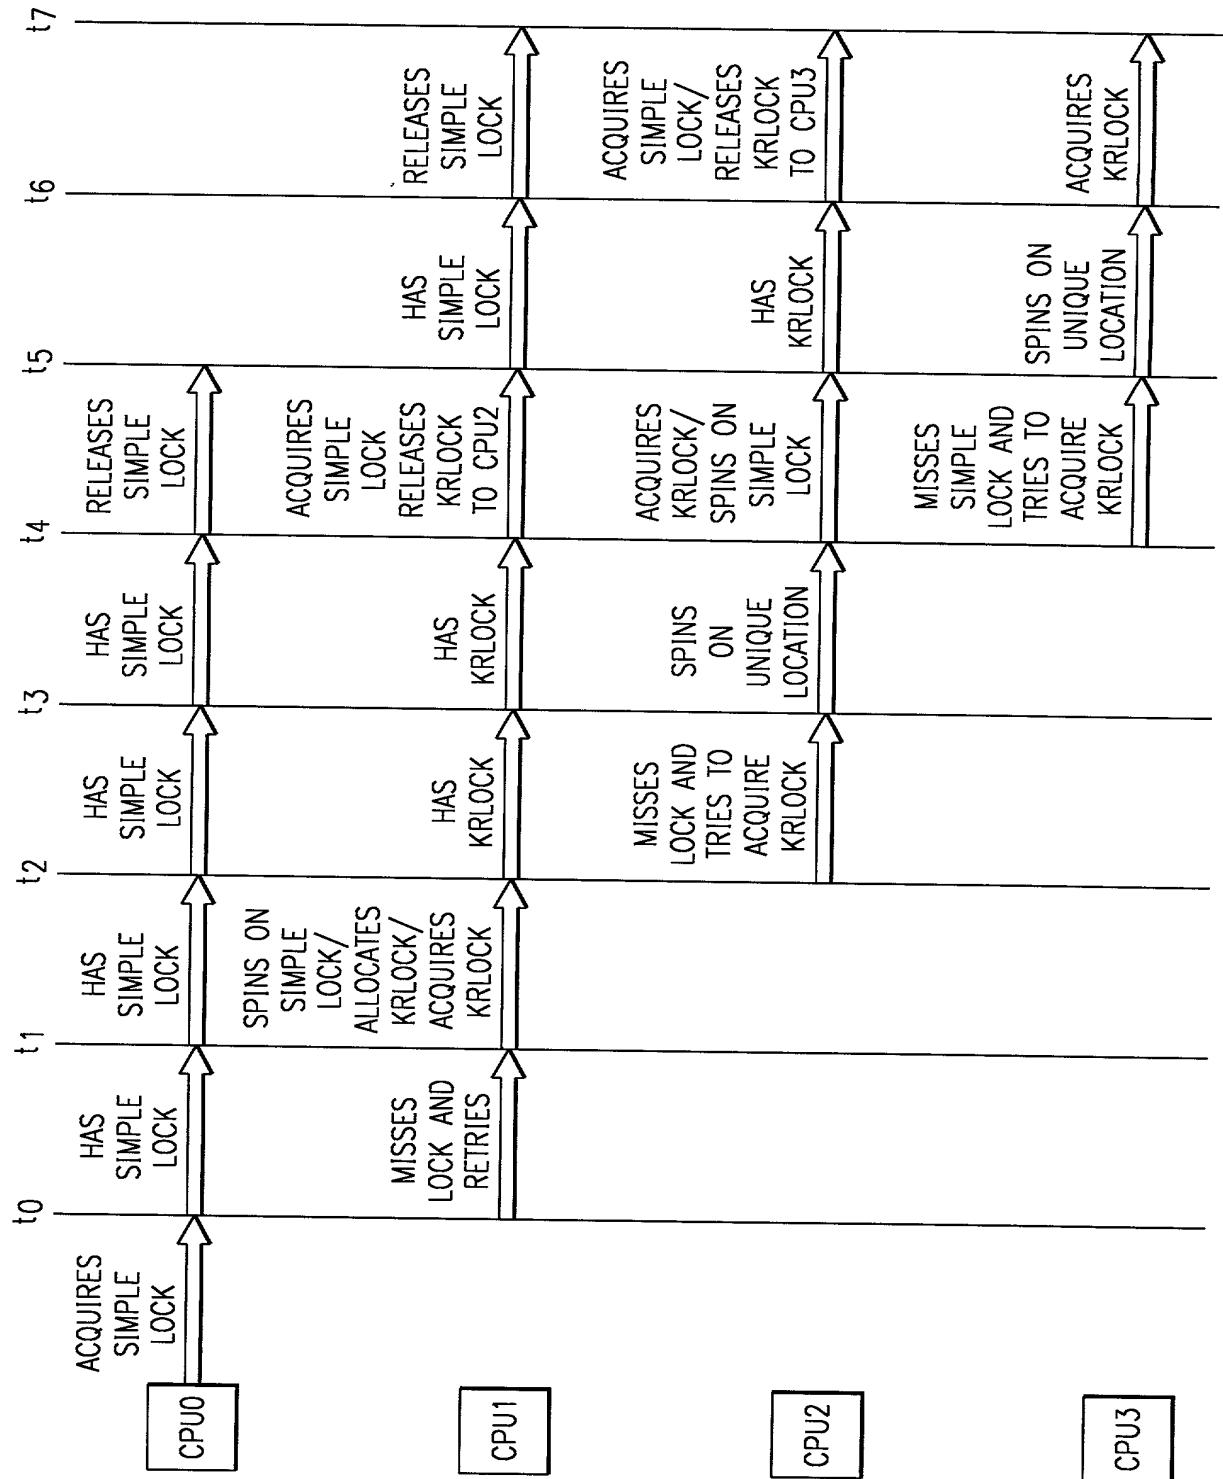 t0
t1
t2
t3
t4
t5
t6
t7
CPU0
ACQUIRES
SIMPLE
LOCK
HAS
SIMPLE
LOCK
HAS
SIMPLE
LOCK
HAS
SIMPLE
LOCK
HAS
SIMPLE
LOCK
RELEASES
SIMPLE
LOCK
CPU1
MISSES
LOCK AND
RETRIES
SPINS ON
SIMPLE
LOCK/
ALLOCATES
KRLOCK/
ACQUIRES
KRLOCK
HAS
KRLOCK
HAS
KRLOCK
ACQUIRES
SIMPLE
LOCK
RELEASES
KRLOCK
TO CPU2
HAS
SIMPLE
LOCK
RELEASES
SIMPLE
LOCK
CPU2
MISSES
LOCK AND
TRIES TO
ACQUIRE
KRLOCK
SPINS
ON
UNIQUE
LOCATION
ACQUIRES
KRLOCK/
SPINS ON
SIMPLE
LOCK
HAS
KRLOCK
ACQUIRES
SIMPLE
LOCK/
RELEASES
KRLOCK
TO CPU3
CPU3
MISSES
SIMPLE
LOCK AND
TRIES TO
ACQUIRE
KRLOCK
SPINS ON
UNIQUE
LOCATION
ACQUIRES
KRLOCK